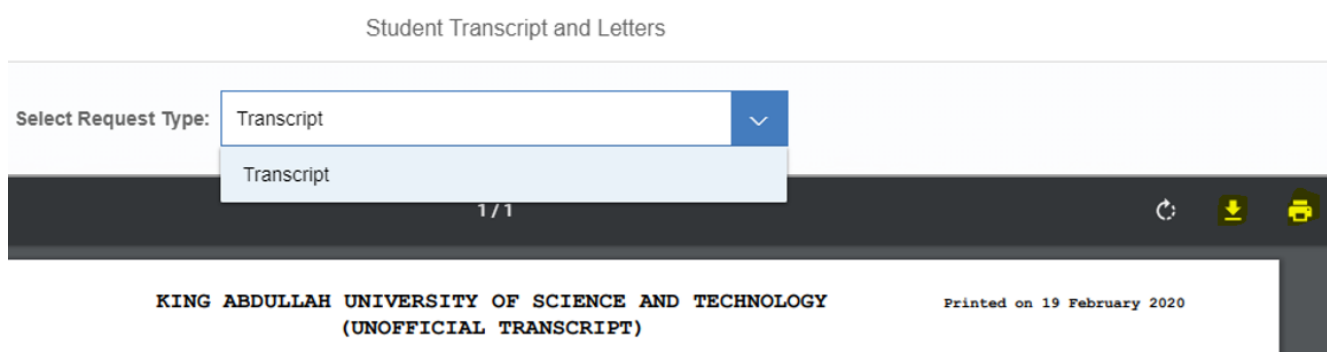 Student Transcript and Letters
Select Request Type: Transcript
Transcript
1 / 1
KING ABDULLAH UNIVERSITY OF SCIENCE AND TECHNOLOGY Printed on 19 February 2020
(UNOFFICIAL TRANSCRIPT)